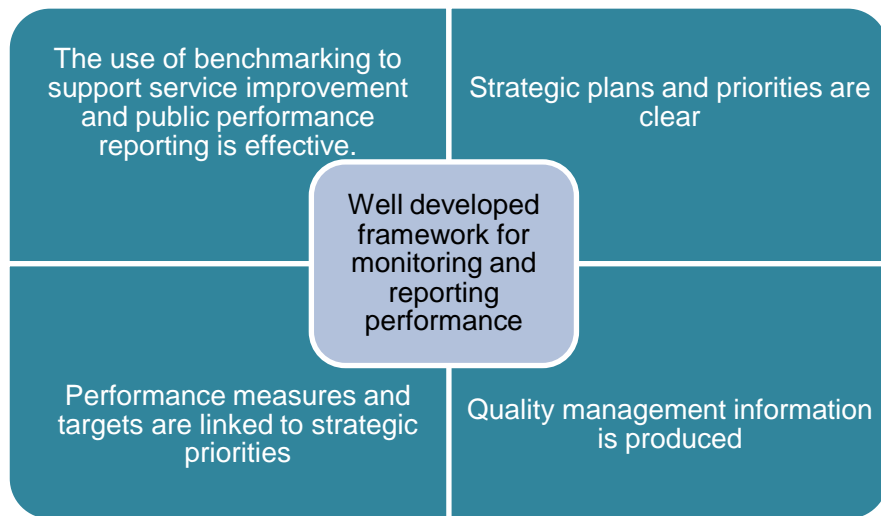 The use of benchmarking to
support service improvement
and public performance
reporting is effective.
Strategic plans and priorities are
clear
Well developed
framework for
monitoring and
reporting
performance
Performance measures and
targets are linked to strategic
priorities
Quality management information
is produced